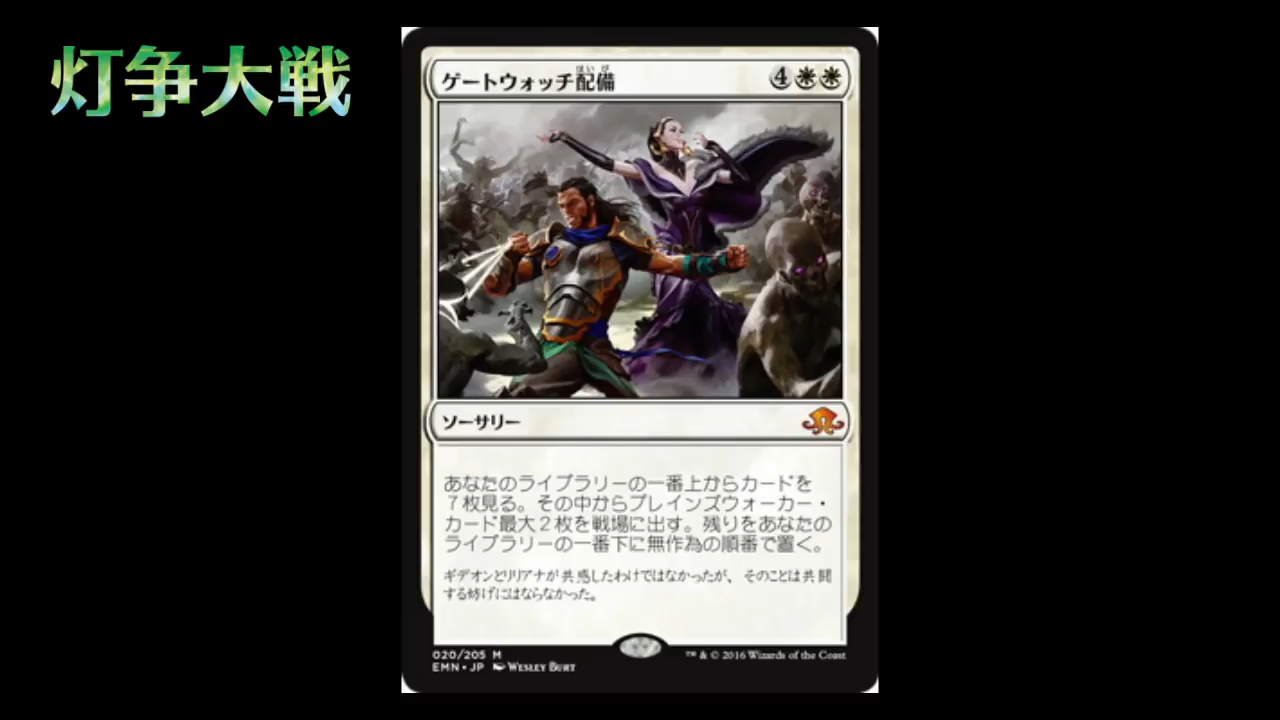 灯争大戦
ゲートウォッチ配備
はいび
4
ソーサリー
あなたのライブラリーの一番上からカードを
7枚見る。その中からプレインズウォーカー・
カード最大2枚を戦場に出す。残りをあなたの
ライブラリーの一番下に無作為の順番で置く。
ギデオンとリリアナが共感したわけではなかったが、そのことは共闘
する妨げにはならなかった。
020/205 M
EMN • JP Wesley Burt
™ & © 2016 Wizards of the Coast